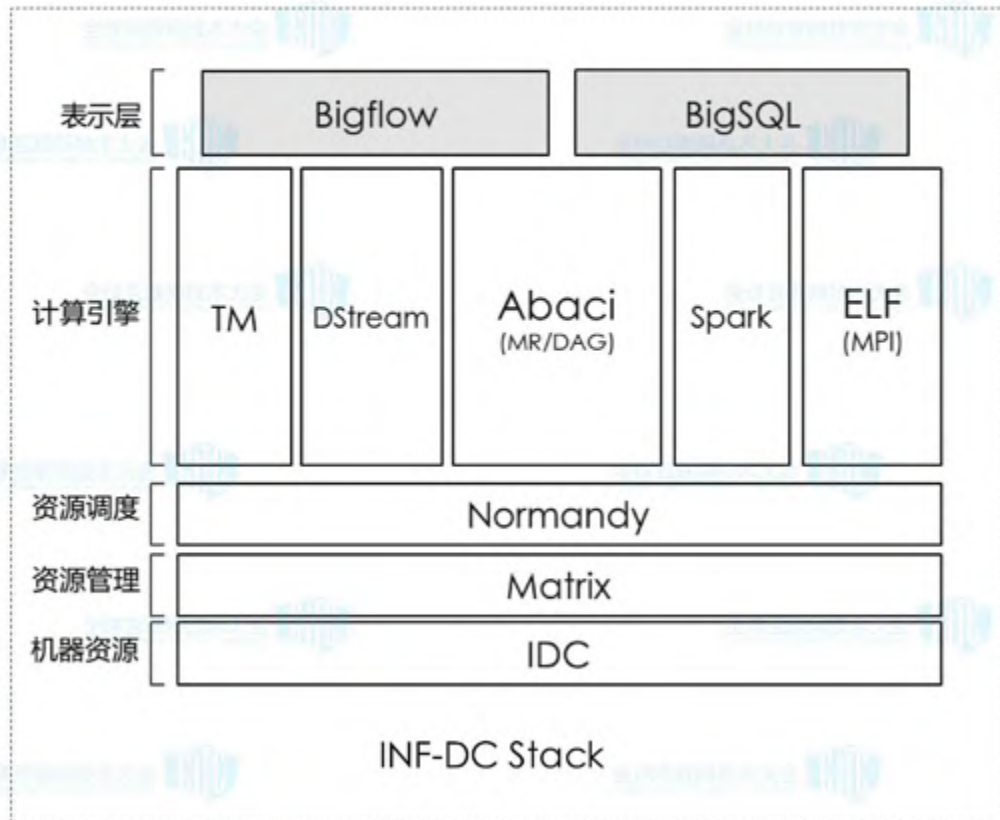 表示层
Bigflow
BigSQL
计算引擎
TM
DStream
Abaci
(MR/DAG)
Spark
ELF
(MPI)
资源调度
Normandy
资源管理
Matrix
机器资源
IDC
INF-DC Stack